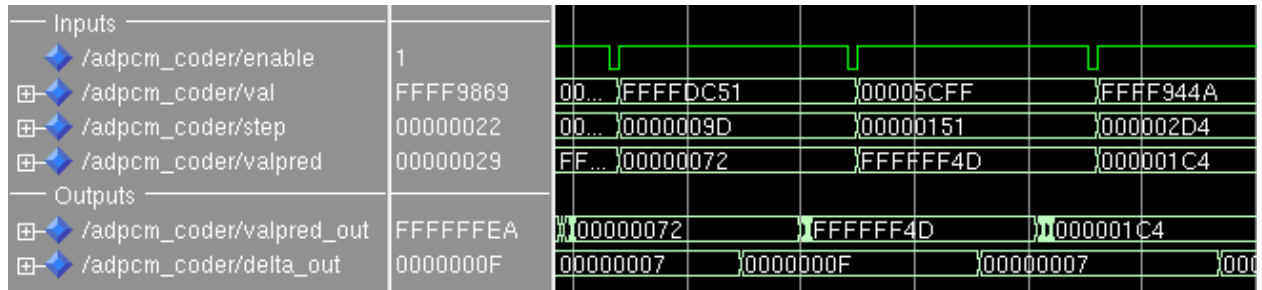 Inputs
/adpcm_coder/enable 1
/adpcm_coder/val FFFF9869 00... FFFFDC51 00005CFF FFFF944A
/adpcm_coder/step 00000022 00... 0000009D 00000151 000002D4
/adpcm_coder/valpred 00000029 FF... 00000072 FFFFFF4D 000001C4
Outputs
/adpcm_coder/valpred_out FFFFFFEA 00000072 FFFFFF4D 000001C4
/adpcm_coder/delta_out 0000000F 00000007 0000000F 00000007 000